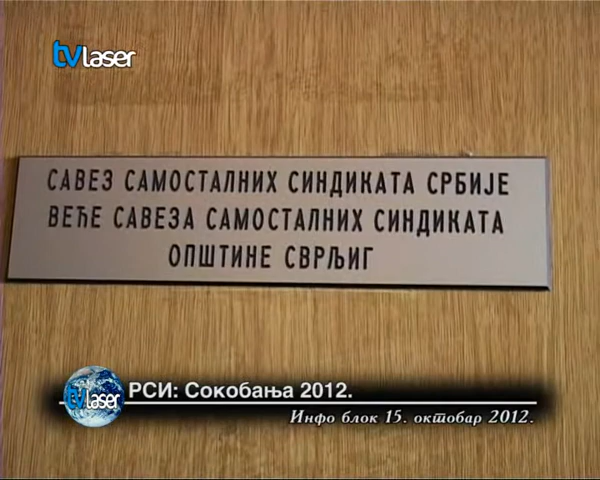 tvlaser
САВЕЗ САМОСТАЛНИХ СИНДИКАТА СРБИЈЕ
ВЕЋЕ САВЕЗА САМОСТАЛНИХ СИНДИКАТА
ОПШТИНЕ СВРЉИГ
РСИ: Сокобања 2012.
tvlaser
Инфо блок 15. октобар 2012.